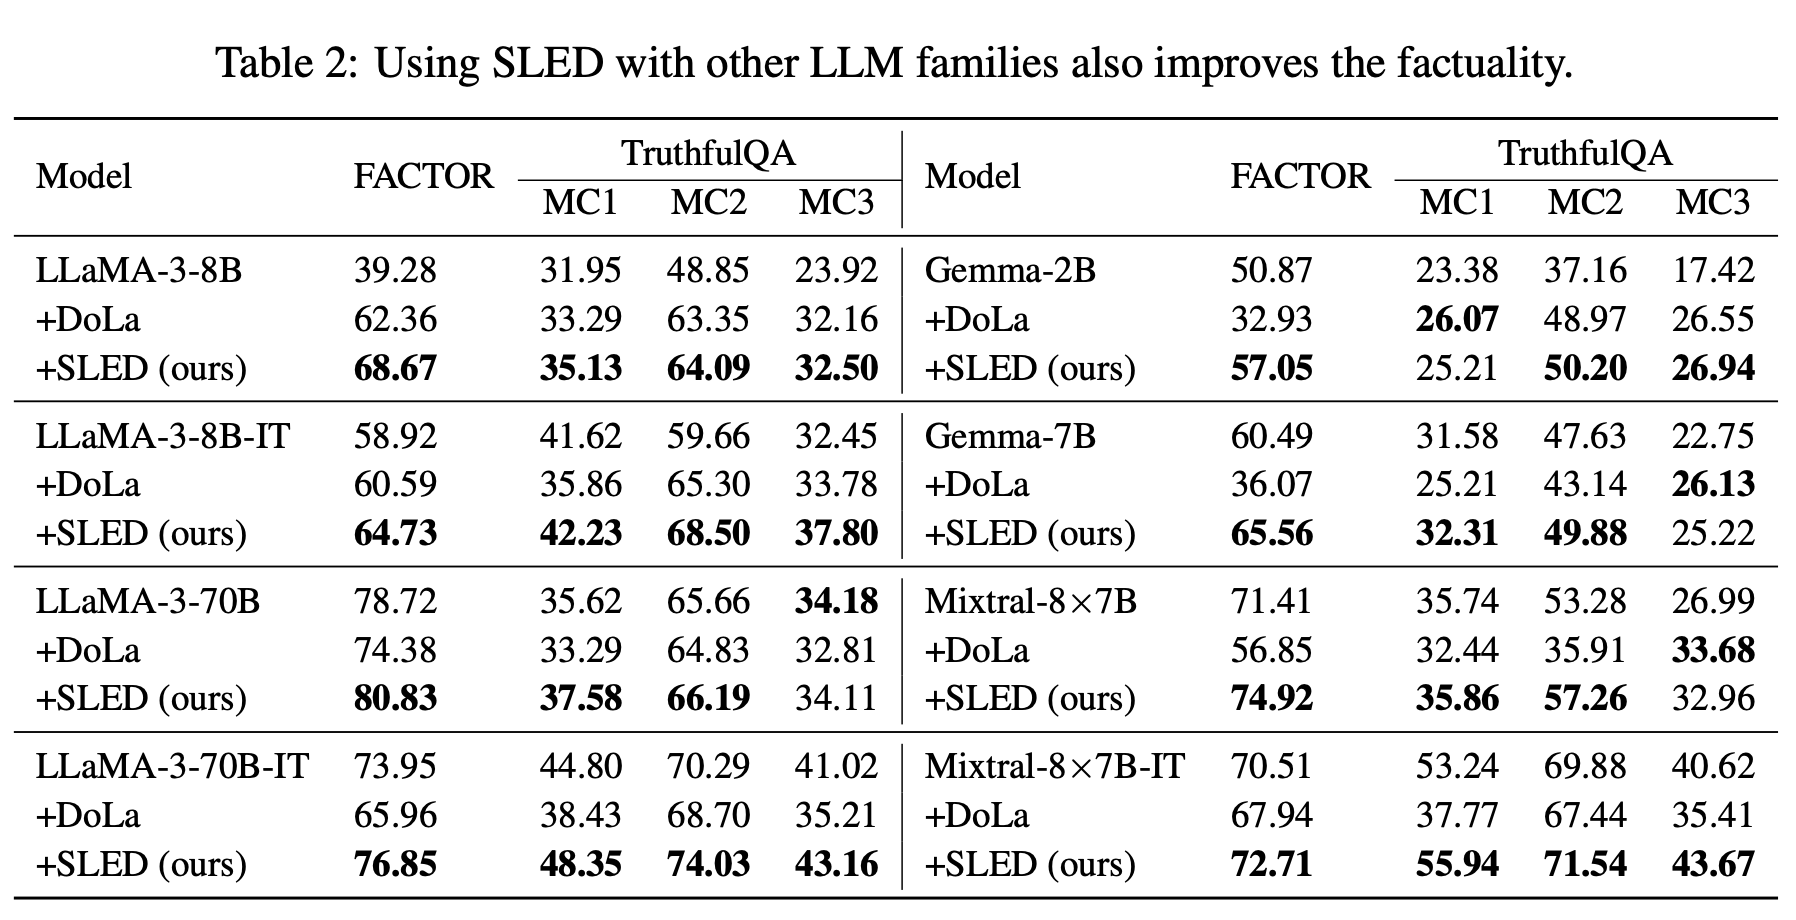 Table 2: Using SLED with other LLM families also improves the factuality.
Model FACTOR TruthfulQA Model FACTOR TruthfulQA
MC1 MC2 MC3 MC1 MC2 MC3
LLaMA-3-8B 39.28 31.95 48.85 23.92 Gemma-2B 50.87 23.38 37.16 17.42
+DoLa 62.36 33.29 63.35 32.16 +DoLa 32.93 26.07 48.97 26.55
+SLED (ours) 68.67 35.13 64.09 32.50 +SLED (ours) 57.05 25.21 50.20 26.94
LLaMA-3-8B-IT 58.92 41.62 59.66 32.45 Gemma-7B 60.49 31.58 47.63 22.75
+DoLa 60.59 35.86 65.30 33.78 +DoLa 36.07 25.21 43.14 26.13
+SLED (ours) 64.73 42.23 68.50 37.80 +SLED (ours) 65.56 32.31 49.88 25.22
LLaMA-3-70B 78.72 35.62 65.66 34.18 Mixtral-8×7B 71.41 35.74 53.28 26.99
+DoLa 74.38 33.29 64.83 32.81 +DoLa 56.85 32.44 35.91 33.68
+SLED (ours) 80.83 37.58 66.19 34.11 +SLED (ours) 74.92 35.86 57.26 32.96
LLaMA-3-70B-IT 73.95 44.80 70.29 41.02 Mixtral-8×7B-IT 70.51 53.24 69.88 40.62
+DoLa 65.96 38.43 68.70 35.21 +DoLa 67.94 37.77 67.44 35.41
+SLED (ours) 76.85 48.35 74.03 43.16 +SLED (ours) 72.71 55.94 71.54 43.67